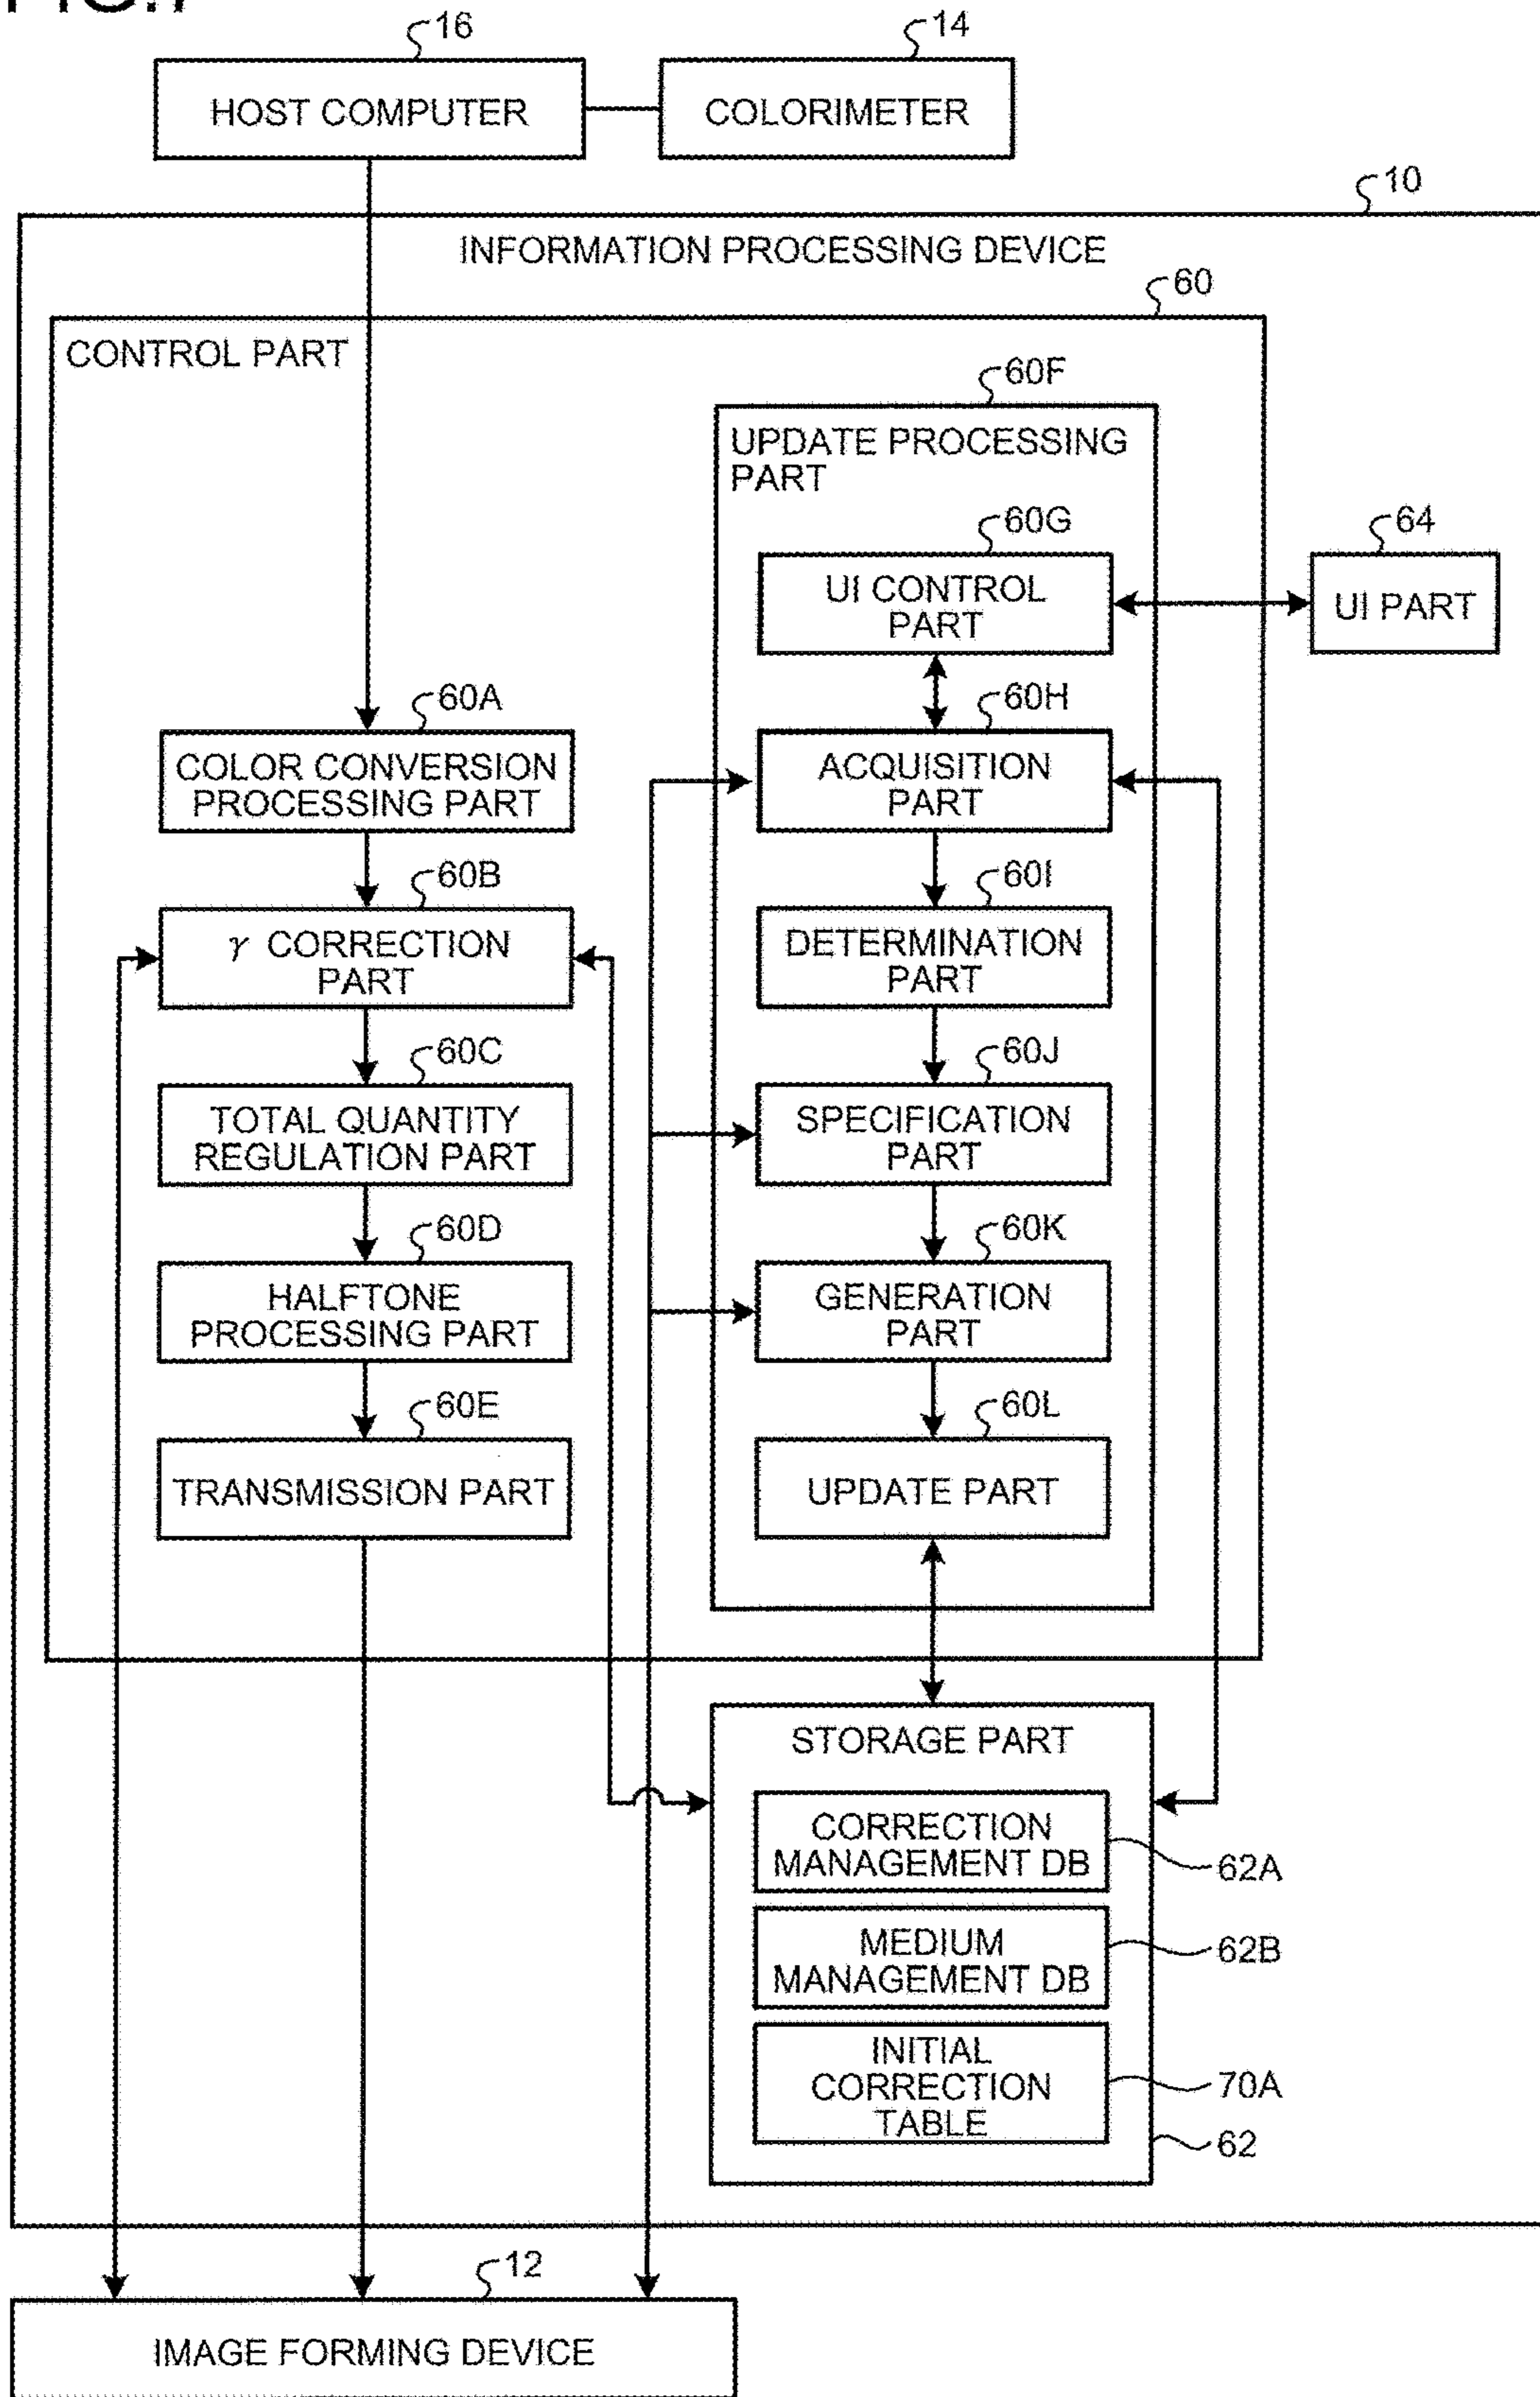 16
14
HOST COMPUTER
COLORIMETER
10
INFORMATION PROCESSING DEVICE
60
CONTROL PART
60F
UPDATE PROCESSING
PART
60G
64
UI CONTROL
PART
UI PART
60A
60H
COLOR CONVERSION
PROCESSING PART
ACQUISITION
PART
60B
60I
γ CORRECTION
PART
DETERMINATION
PART
60C
60J
TOTAL QUANTITY
REGULATION PART
SPECIFICATION
PART
60D
60K
HALFTONE
PROCESSING PART
GENERATION
PART
60E
60L
TRANSMISSION PART
UPDATE PART
STORAGE PART
CORRECTION
MANAGEMENT DB
62A
MEDIUM
MANAGEMENT DB
62B
INITIAL
CORRECTION
TABLE
70A
62
12
IMAGE FORMING DEVICE